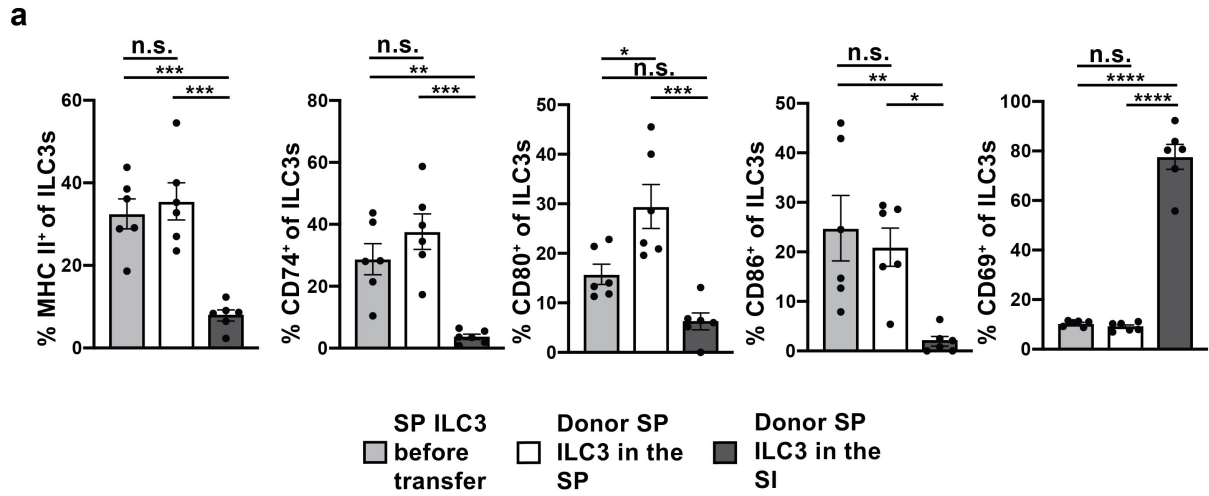 a
n.s.
***
***
% MHC II⁺ of ILC3s
60
40
20
0
n.s.
**
***
% CD74⁺ of ILC3s
80
60
40
20
0
*
n.s.
***
% CD80⁺ of ILC3s
50
40
30
20
10
0
n.s.
**
*
% CD86⁺ of ILC3s
50
40
30
20
10
0
n.s.
****
****
% CD69⁺ of ILC3s
100
80
60
40
20
0
SP ILC3
before
transfer
Donor SP
ILC3 in the
SP
Donor SP
ILC3 in the
SI